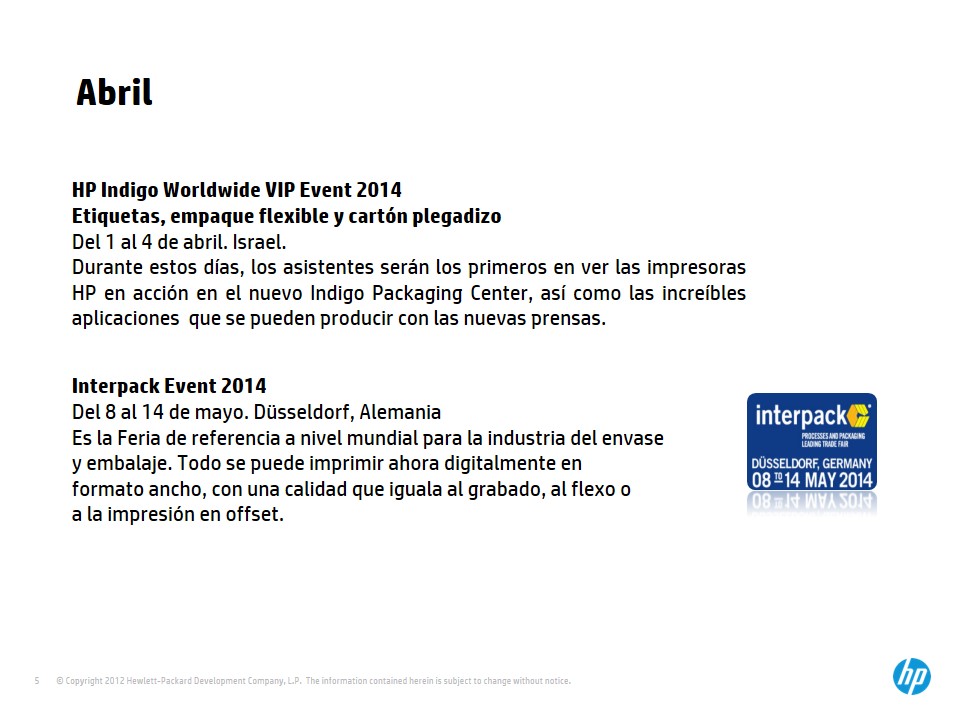 Abril
HP Indigo Worldwide VIP Event 2014
Etiquetas, empaque flexible y cartón plegadizo
Del 1 al 4 de abril. Israel.
Durante estos días, los asistentes serán los primeros en ver las impresoras
HP en acción en el nuevo Indigo Packaging Center, así como las increíbles
aplicaciones  que se pueden producir con las nuevas prensas.
Interpack Event 2014
Del 8 al 14 de mayo. Düsseldorf, Alemania
Es la Feria de referencia a nivel mundial para la industria del envase
y embalaje. Todo se puede imprimir ahora digitalmente en
formato ancho, con una calidad que iguala al grabado, al flexo o
a la impresión en offset.
interpack
PROCESSES AND PACKAGING
LEADING TRADE FAIR
DÜSSELDORF, GERMANY
08 TO 14 MAY 2014
5 © Copyright 2012 Hewlett-Packard Development Company, L.P.  The information contained herein is subject to change without notice.
hp